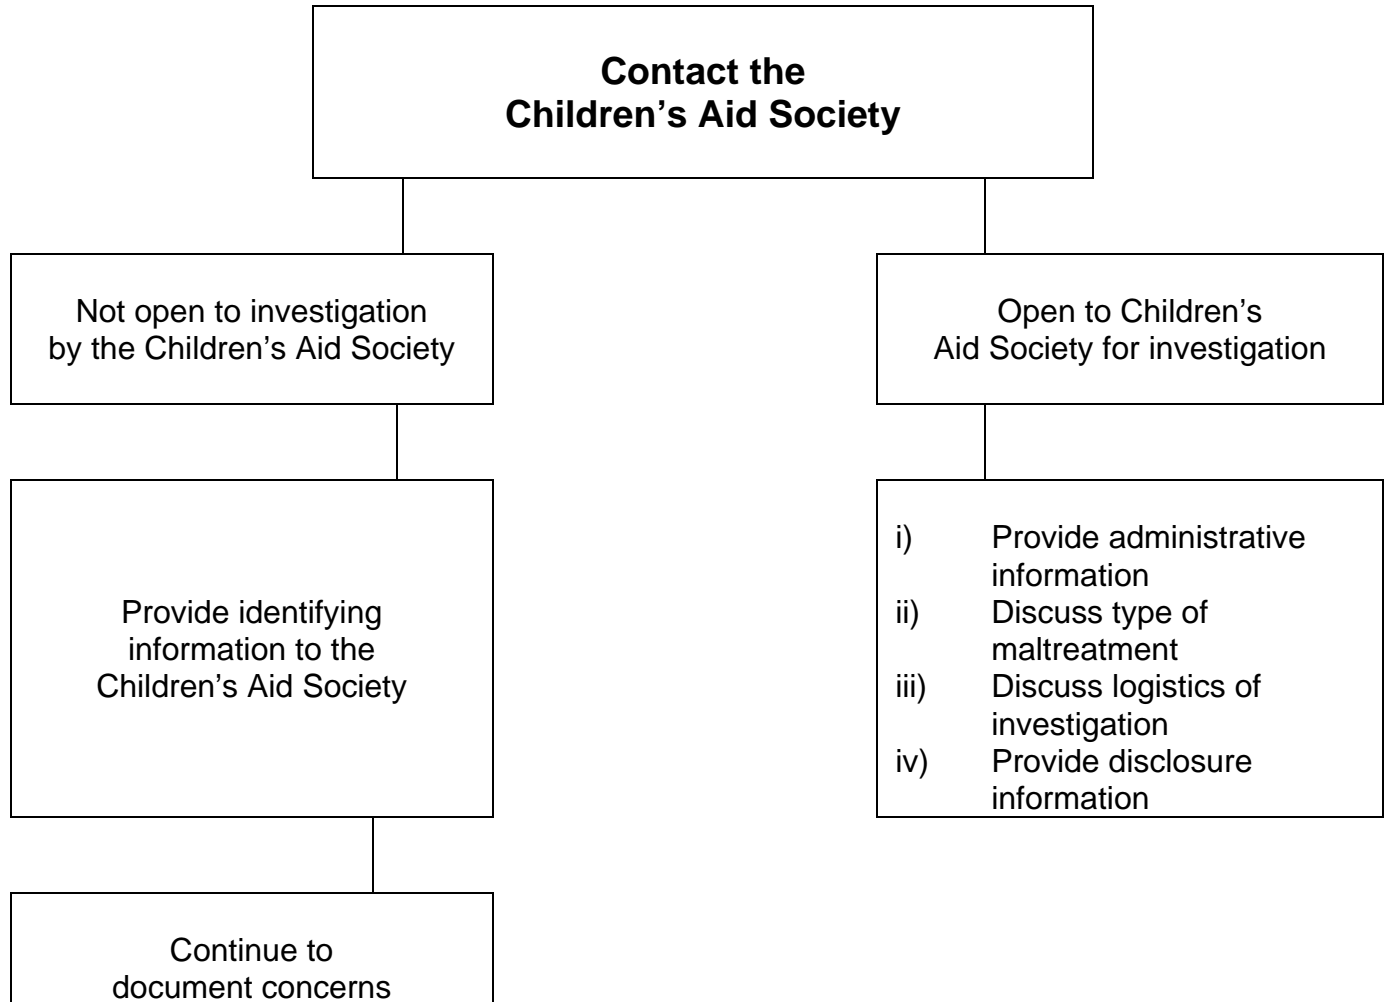 Contact the
Children’s Aid Society
Not open to investigation
by the Children’s Aid Society
Open to Children’s
Aid Society for investigation
Provide identifying
information to the
Children’s Aid Society
i) Provide administrative
information
ii) Discuss type of
maltreatment
iii) Discuss logistics of
investigation
iv) Provide disclosure
information
Continue to
document concerns